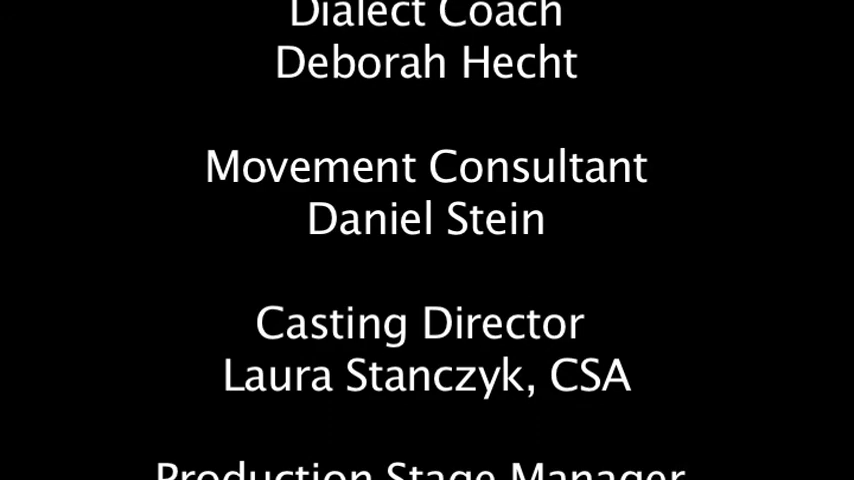 Dialect Coach
Deborah Hecht
Movement Consultant
Daniel Stein
Casting Director
Laura Stanczyk, CSA
Production Stage Manager